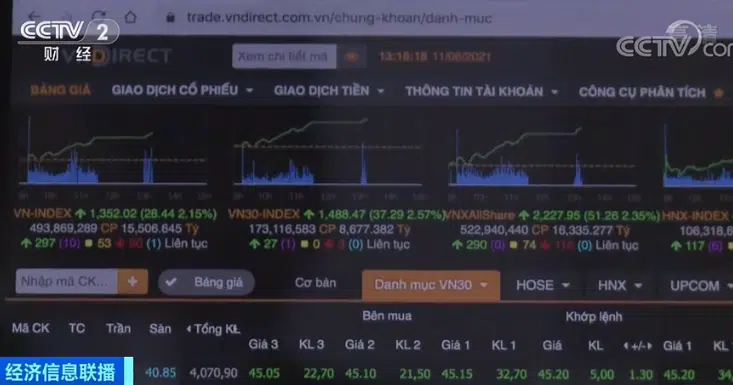 CCTV 2
财经
trade.vndirect.com.vn/chung-khoan/danh-muc
高清
CCTV.com
VNDIRECT
Xem chi tiết mã
13:16:18 11/06/2021
BẢNG GIÁ
GIAO DỊCH CỔ PHIẾU
GIAO DỊCH TIỀN
THÔNG TIN TÀI KHOẢN
CÔNG CỤ PHÂN TÍCH
VN-INDEX 1,352.02 (28.44 2.15%)
493,869,289 CP 15,506.645 Tỷ
297 (10) 53 90 (1) Liên tục
VN30-INDEX 1,488.47 (37.29 2.57%)
173,116,583 CP 8,677.382 Tỷ
27 (1) 0 3 (0) Liên tục
VNXAllShare 2,227.95 (51.26 2.35%)
522,940,440 CP 16,335.277 Tỷ
290 (0) 74 116 (0) Liên tục
HNX-INDEX
106,318,6
117 (5)
Nhập mã CK...
Bảng giá
Cơ bản
Danh mục VN30
HOSE
HNX
UPCOM
Bên mua
Khớp lệnh
Mã CK TC Trần Sàn Tổng KL Giá 3 KL 3 Giá 2 KL 2 Giá 1 KL 1 Giá KL +/- Giá 1 KL 1
40.85 4,070,90 45.05 22,70 45.10 21,50 45.15 32,70 45.20 5,00 1.30 45.20 34,
经济信息联播